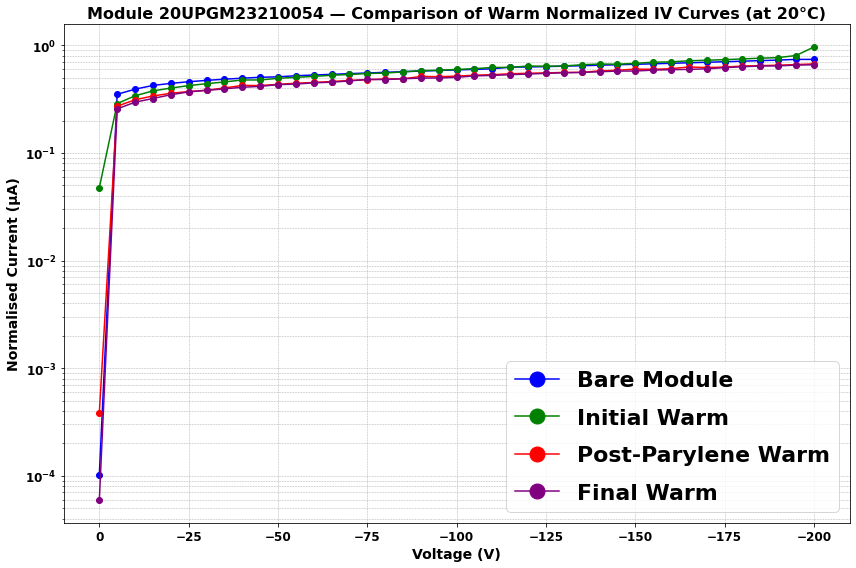 Module 20UPGM23210054 — Comparison of Warm Normalized IV Curves (at 20°C)
Normalised Current (μA)
10⁰
10⁻¹
10⁻²
10⁻³
10⁻⁴
Bare Module
Initial Warm
Post-Parylene Warm
Final Warm
0 −25 −50 −75 −100 −125 −150 −175 −200
Voltage (V)